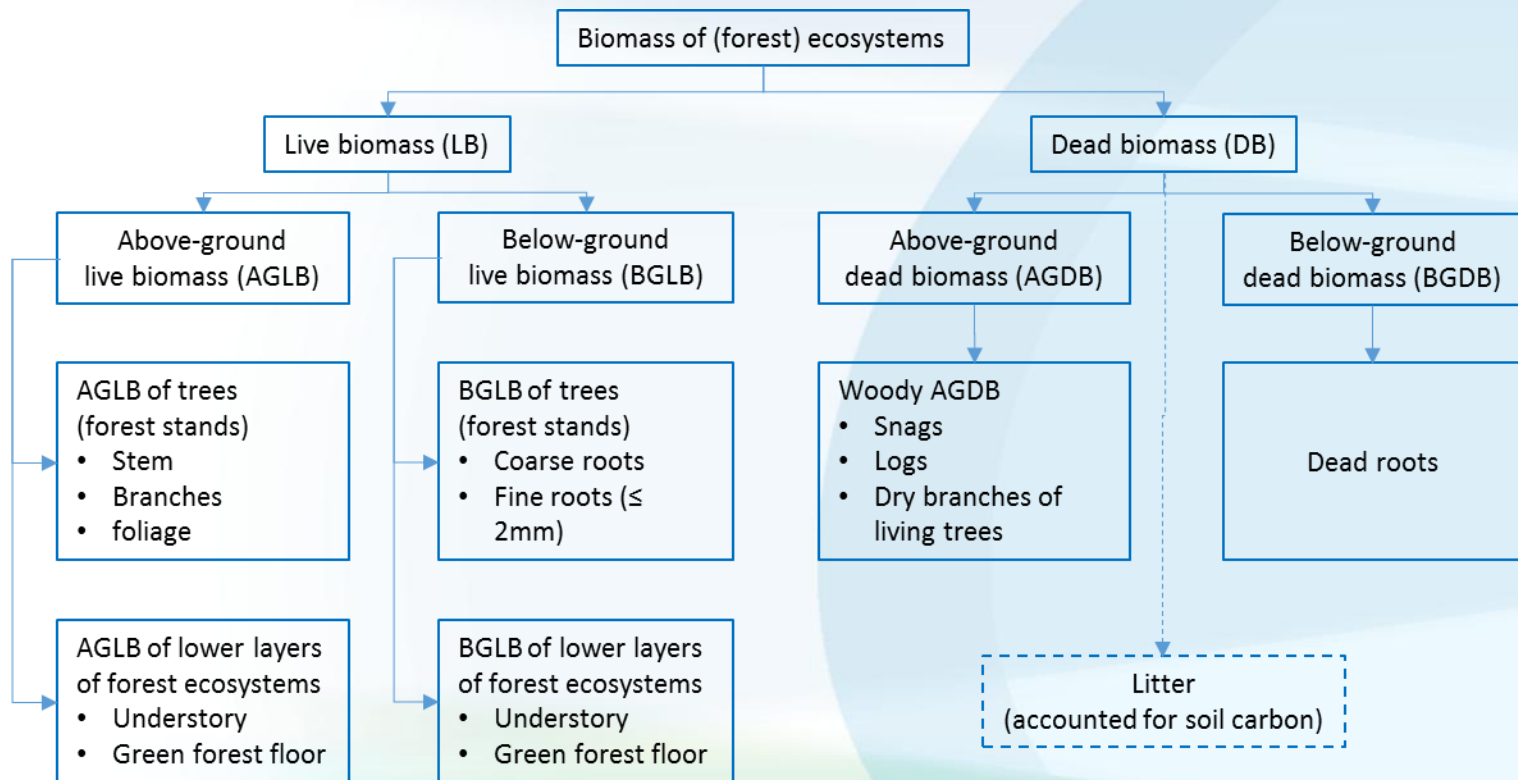 Biomass of (forest) ecosystems
Live biomass (LB)
Dead biomass (DB)
Above-ground
live biomass (AGLB)
Below-ground
live biomass (BGLB)
Above-ground
dead biomass (AGDB)
Below-ground
dead biomass (BGDB)
AGLB of trees
(forest stands)
• Stem
• Branches
• foliage
BGLB of trees
(forest stands)
• Coarse roots
• Fine roots (≤
2mm)
Woody AGDB
• Snags
• Logs
• Dry branches of
living trees
Dead roots
AGLB of lower layers
of forest ecosystems
• Understory
• Green forest floor
BGLB of lower layers
of forest ecosystems
• Understory
• Green forest floor
Litter
(accounted for soil carbon)